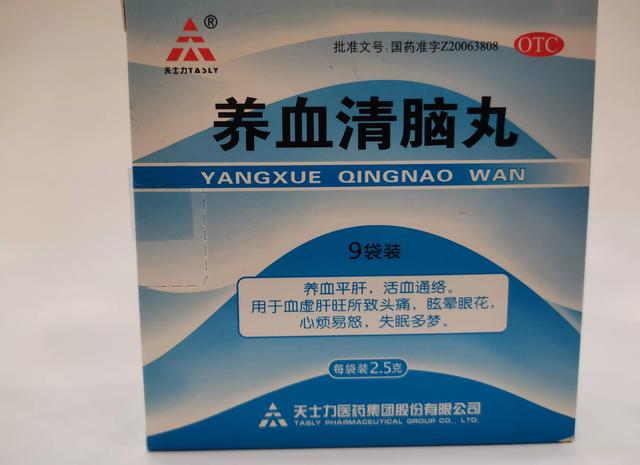 ®
天士力TASLY
批准文号:国药准字Z20063808
OTC
养血清脑丸
YANGXUE QINGNAO WAN
9袋装
养血平肝，活血通络。
用于血虚肝旺所致头痛，眩晕眼花，
心烦易怒，失眠多梦。
每袋装2.5克
天士力医药集团股份有限公司
TASLY PHARMACEUTICAL GROUP CO., LTD.